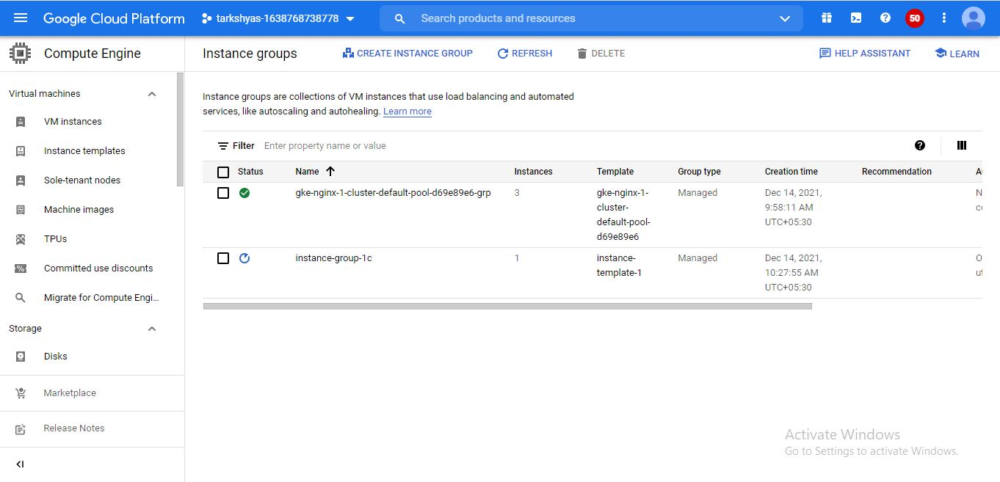 Google Cloud Platform
tarkshyas-1638768738778
Search products and resources
50
Compute Engine
Instance groups
CREATE INSTANCE GROUP
REFRESH
DELETE
HELP ASSISTANT
LEARN
Virtual machines
VM instances
Instance templates
Sole-tenant nodes
Machine images
TPUs
Committed use discounts
Migrate for Compute Engi...
Storage
Disks
Marketplace
Release Notes
Instance groups are collections of VM instances that use load balancing and automated
services, like autoscaling and autohealing. Learn more
Filter Enter property name or value
Status Name Instances Template Group type Creation time Recommendation
gke-nginx-1-cluster-default-pool-d69e89e6-grp
3
gke-nginx-1-
cluster-
default-pool-
d69e89e6
Managed
Dec 14, 2021,
9:58:11 AM
UTC+05:30
instance-group-1c
1
instance-
template-1
Managed
Dec 14, 2021,
10:27:55 AM
UTC+05:30
Activate Windows
Go to Settings to activate Windows.